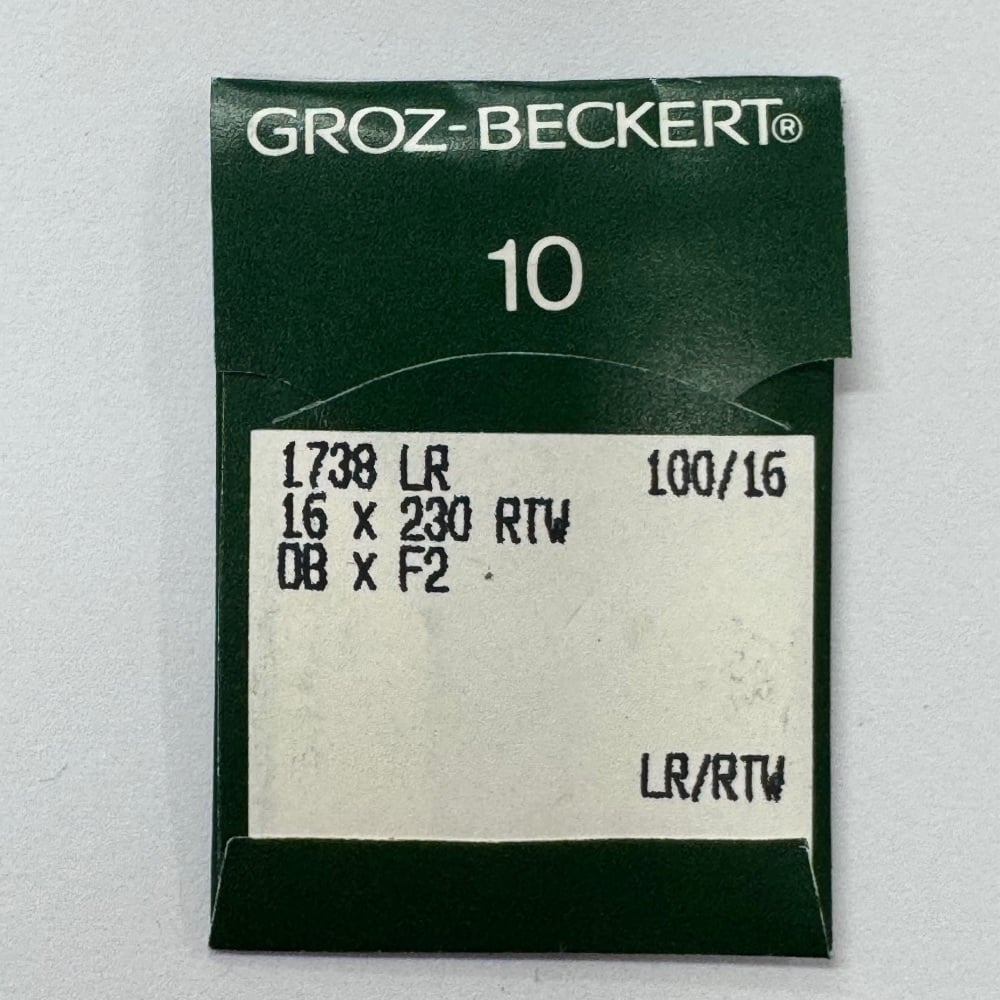 GROZ-BECKERT®
10
1738 LR 100/16
16 X 230 RTW
DB X F2
LR/RTW